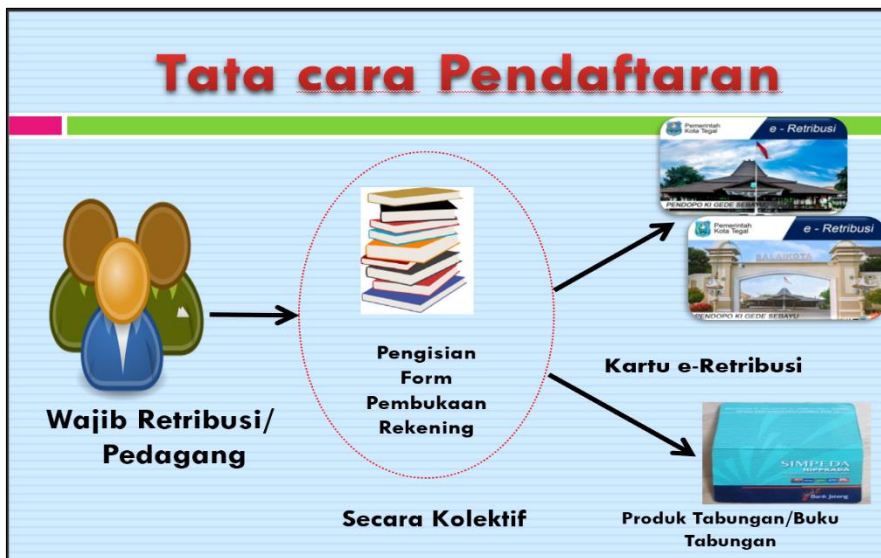 Tata cara Pendaftaran
Pemerintah
Kota Tegal
e - Retribusi
PENDOPO KI GEDE SEBAYU
Pemerintah
Kota Tegal
e - Retribusi
BALAIKOTA
PENDOPO KI GEDE SEBAYU
Pengisian
Form
Pembukaan
Rekening
Kartu e-Retribusi
Wajib Retribusi/
Pedagang
SIMPEDA
Bank Jateng
Secara Kolektif
Produk Tabungan/Buku
Tabungan